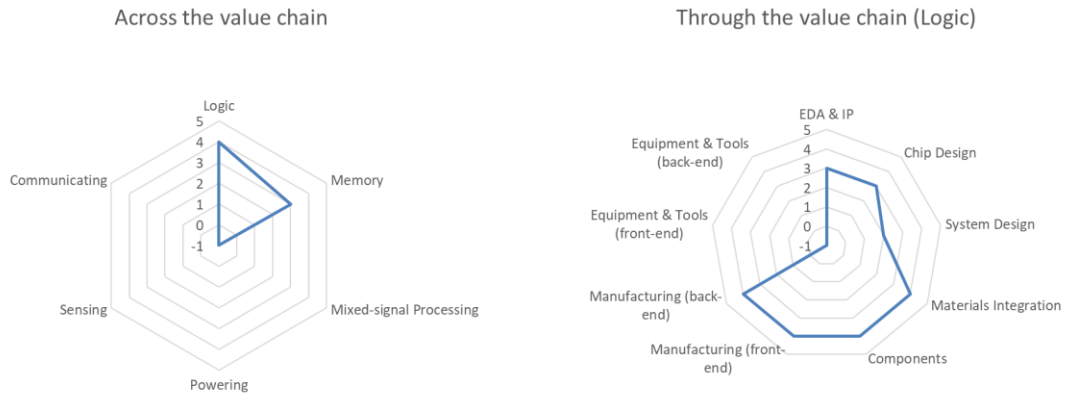 Across the value chain
Logic
5
4
3
2
1
0
-1
Memory
Mixed-signal Processing
Powering
Sensing
Communicating
Through the value chain (Logic)
EDA & IP
5
4
3
2
1
0
-1
Chip Design
System Design
Materials Integration
Components
Manufacturing (front-
end)
Manufacturing (back-
end)
Equipment & Tools
(front-end)
Equipment & Tools
(back-end)